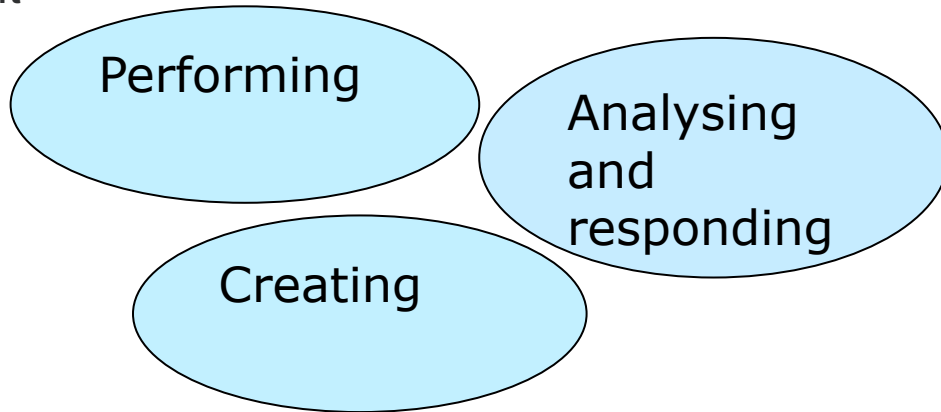 Performing
Analysing
and
responding
Creating